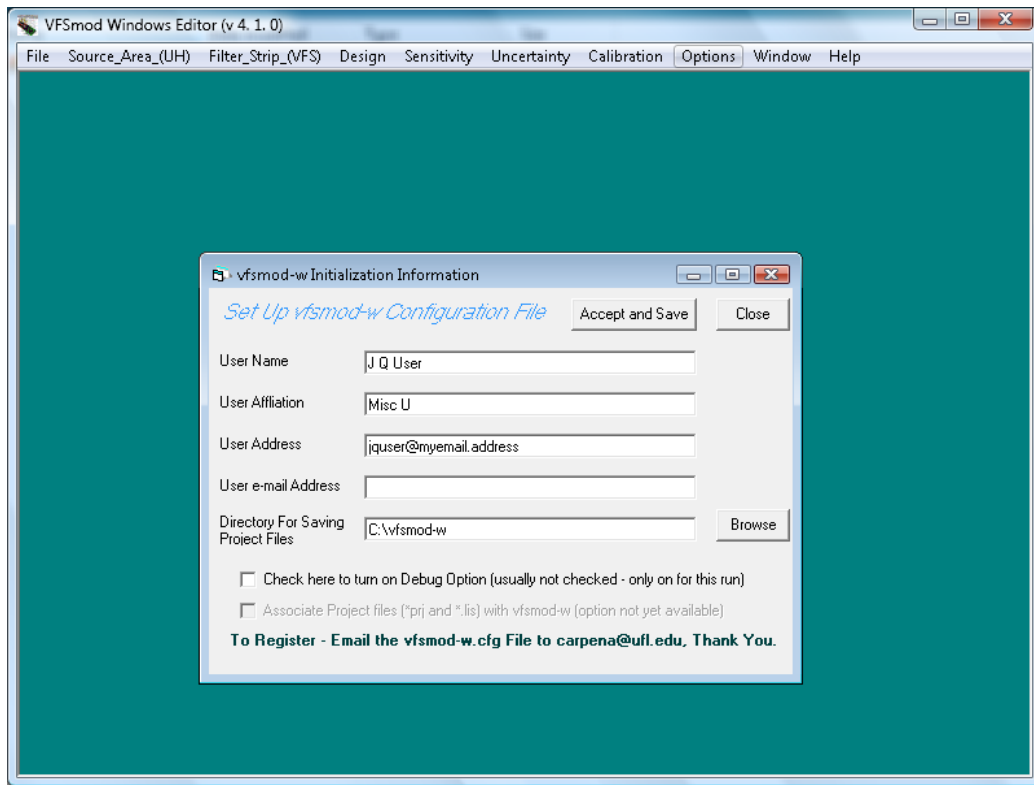 VFSmod Windows Editor (v 4. 1. 0)
File Source_Area_(UH) Filter_Strip_(VFS) Design Sensitivity Uncertainty Calibration Options Window Help
vfsmod-w Initialization Information
Set Up vfsmod-w Configuration File Accept and Save Close
User Name J Q User
User Affliation Misc U
User Address jquser@myemail.address
User e-mail Address
Directory For Saving
Project Files C:\vfsmod-w Browse
Check here to turn on Debug Option (usually not checked - only on for this run)
Associate Project files (*prj and *.lis) with vfsmod-w (option not yet available)
To Register - Email the vfsmod-w.cfg File to carpena@ufl.edu, Thank You.